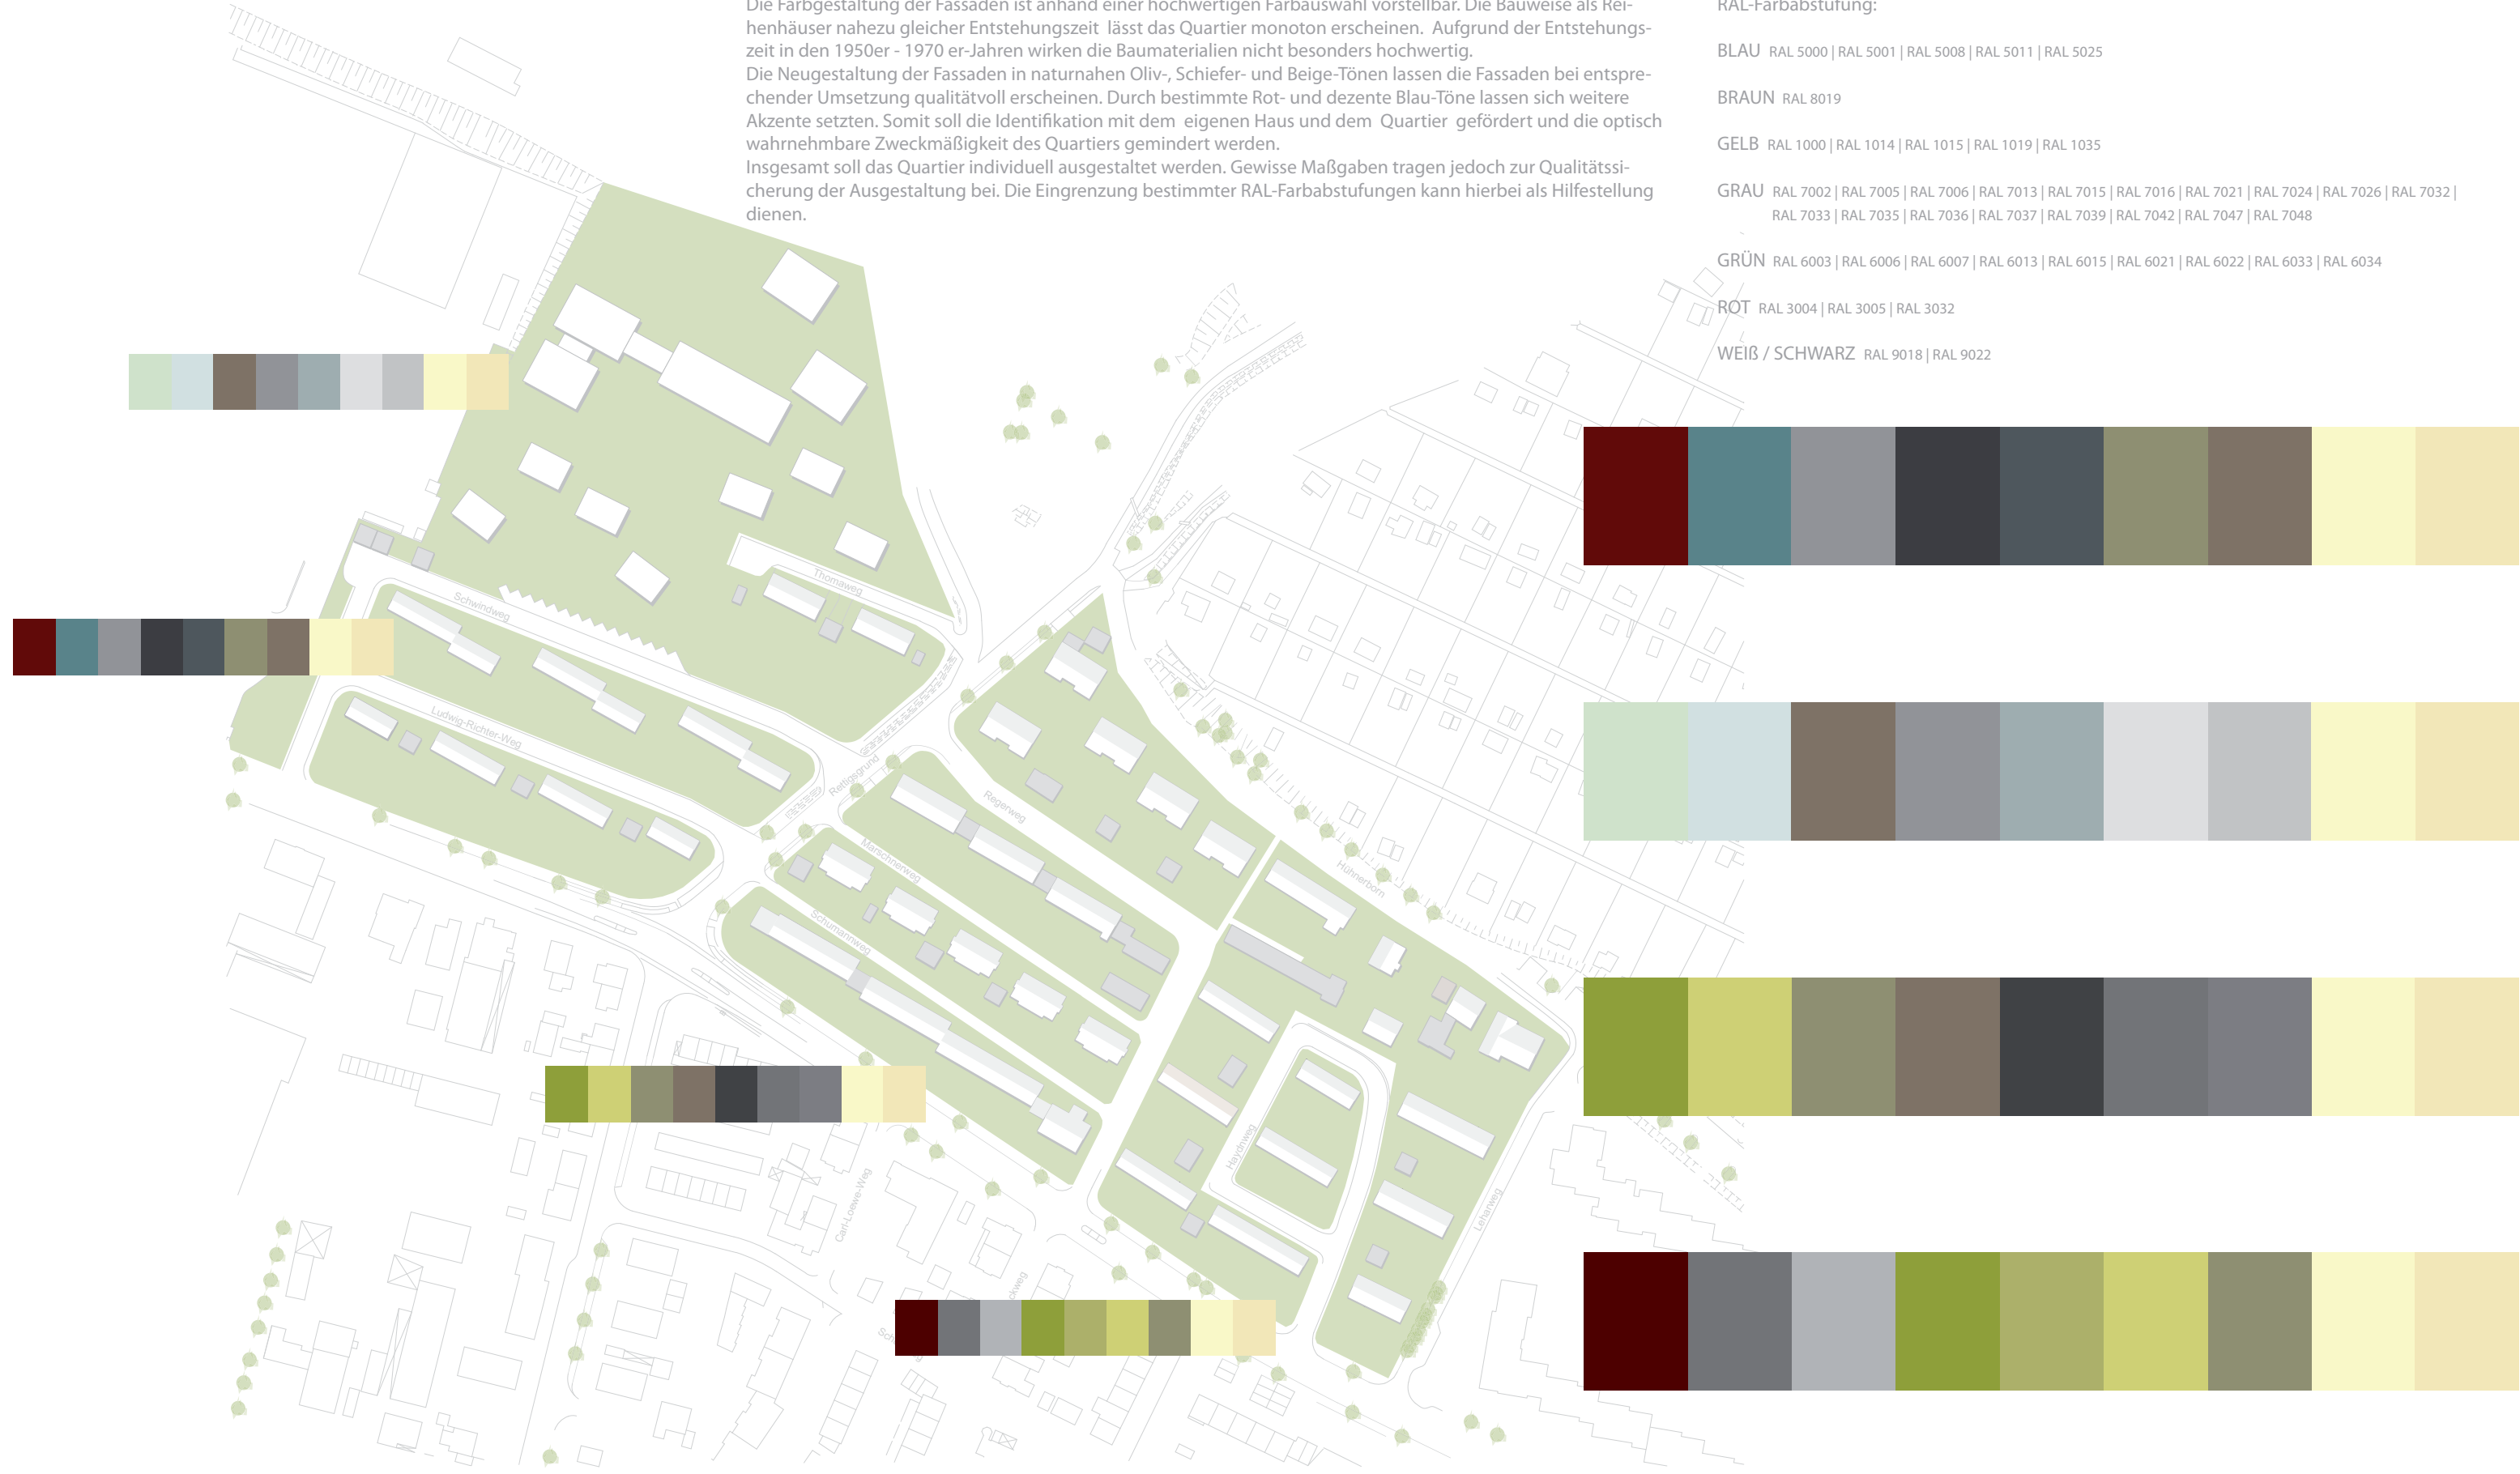 Die Farbgestaltung der Fassaden ist anhand einer hochwertigen Farbauswahl vorstellbar. Die Bauweise als Rei-
henhäuser nahezu gleicher Entstehungszeit lässt das Quartier monoton erscheinen. Aufgrund der Entstehungs-
zeit in den 1950er - 1970 er-Jahren wirken die Baumaterialien nicht besonders hochwertig.
Die Neugestaltung der Fassaden in naturnahen Oliv-, Schiefer- und Beige-Tönen lassen die Fassaden bei entspre-
chender Umsetzung qualitätvoll erscheinen. Durch bestimmte Rot- und dezente Blau-Töne lassen sich weitere
Akzente setzten. Somit soll die Identifikation mit dem eigenen Haus und dem Quartier gefördert und die optisch
wahrnehmbare Zweckmäßigkeit des Quartiers gemindert werden.
Insgesamt soll das Quartier individuell ausgestaltet werden. Gewisse Maßgaben tragen jedoch zur Qualitätssi-
cherung der Ausgestaltung bei. Die Eingrenzung bestimmter RAL-Farbabstufungen kann hierbei als Hilfestellung
dienen.
RAL-Farbabstufung:
BLAU RAL 5000 | RAL 5001 | RAL 5008 | RAL 5011 | RAL 5025
BRAUN RAL 8019
GELB RAL 1000 | RAL 1014 | RAL 1015 | RAL 1019 | RAL 1035
GRAU RAL 7002 | RAL 7005 | RAL 7006 | RAL 7013 | RAL 7015 | RAL 7016 | RAL 7021 | RAL 7024 | RAL 7026 | RAL 7032 |
RAL 7033 | RAL 7035 | RAL 7036 | RAL 7037 | RAL 7039 | RAL 7042 | RAL 7047 | RAL 7048
GRÜN RAL 6003 | RAL 6006 | RAL 6007 | RAL 6013 | RAL 6015 | RAL 6021 | RAL 6022 | RAL 6033 | RAL 6034
ROT RAL 3004 | RAL 3005 | RAL 3032
WEIß / SCHWARZ RAL 9018 | RAL 9022
Thomaweg
Schwindweg
Ludwig-Richter-Weg
Rettigsgrund
Regerweg
Marschnerweg
Hühnerborn
Schumannweg
Haydnweg
Leharweg
Carl-Loewe-Weg